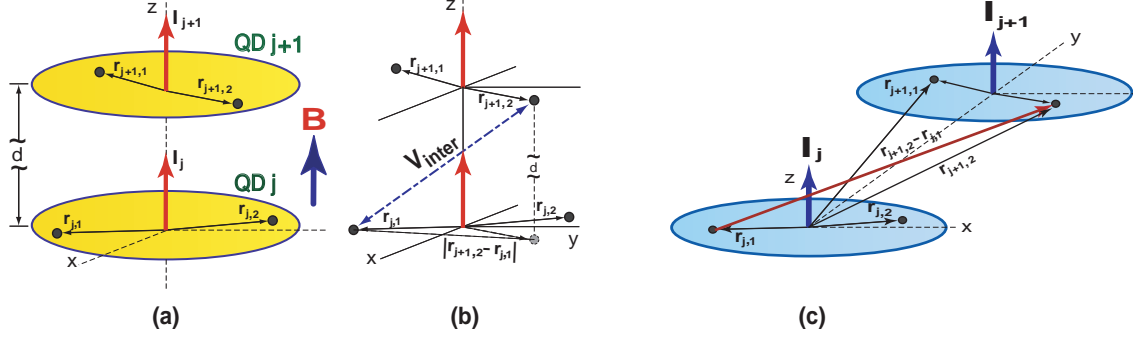 z
I j+1
QD j+1
r j+1,1
r j+1,2
d
B
I j
QD j
r j,1
r j,2
x
(a)
z
r j+1,1
r j+1,2
V inter
d
r j,1
r j,2
|r j+1,2 − r j,1|
x
y
(b)
I j+1
y
r j+1,1
I j
z
r j+1,2 − r j,1
r j+1,2
r j,1
r j,2
x
(c)